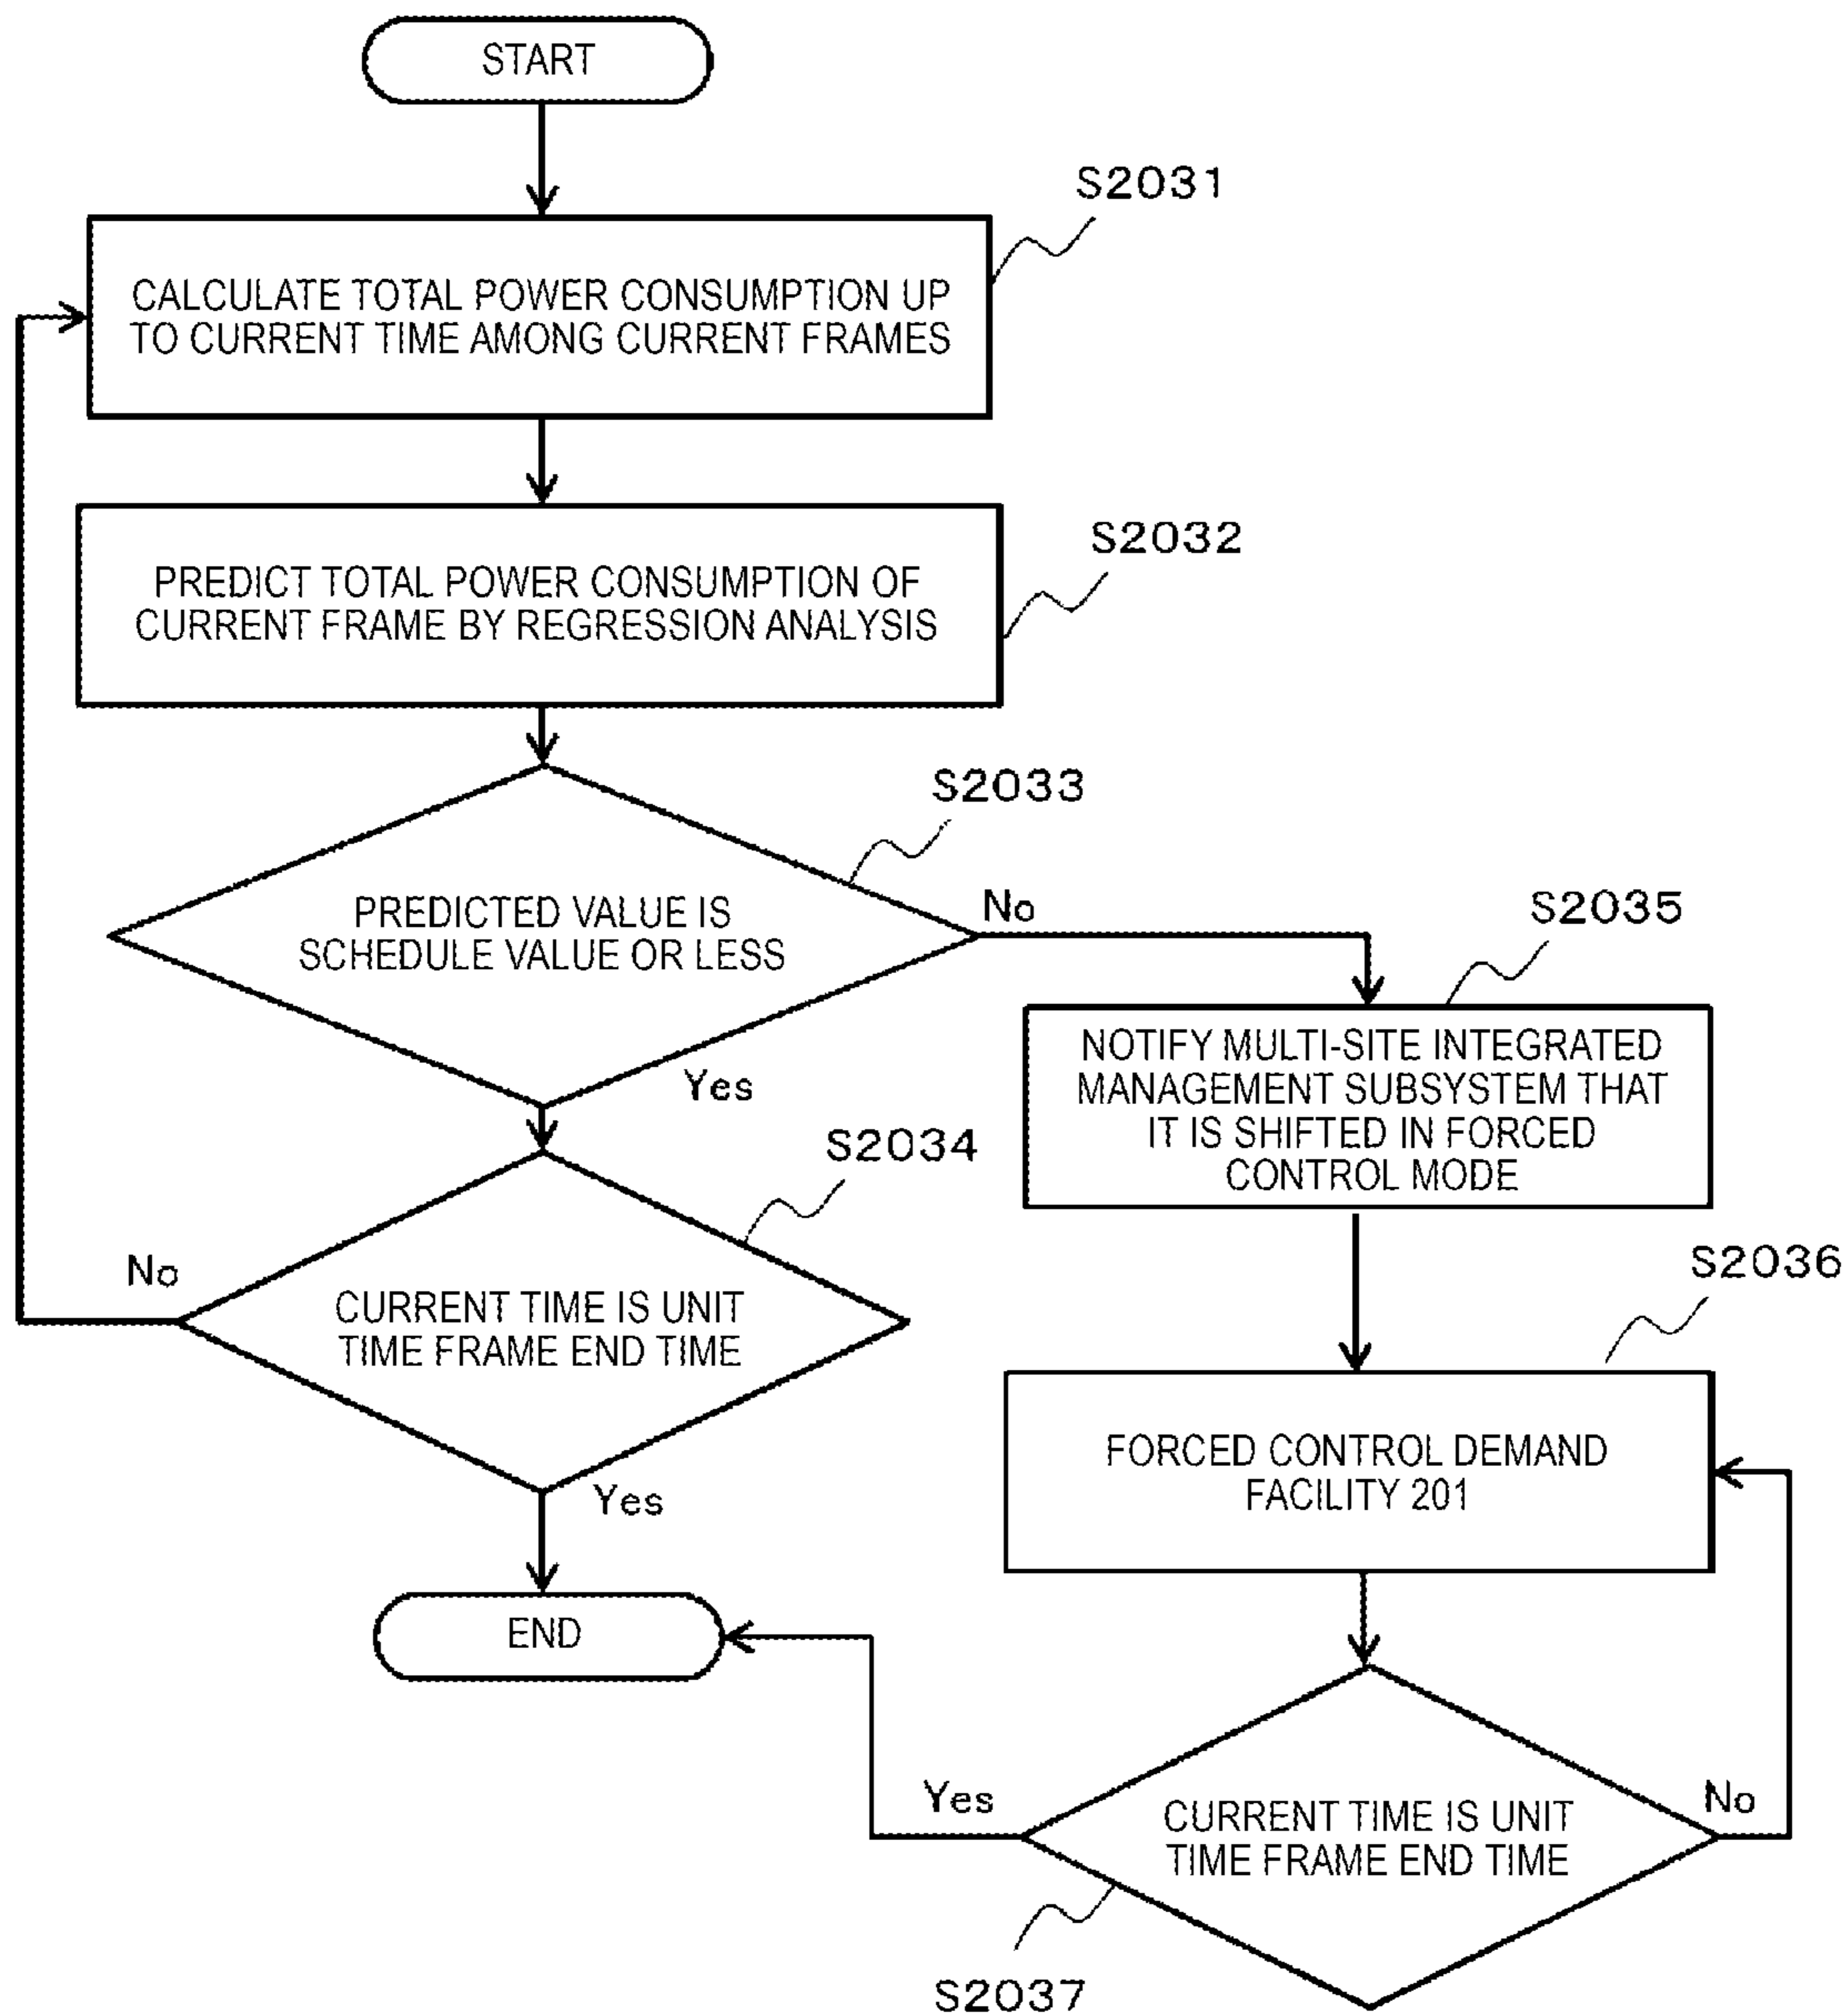 START
S2031
CALCULATE TOTAL POWER CONSUMPTION UP
TO CURRENT TIME AMONG CURRENT FRAMES
S2032
PREDICT TOTAL POWER CONSUMPTION OF
CURRENT FRAME BY REGRESSION ANALYSIS
S2033
PREDICTED VALUE IS
SCHEDULE VALUE OR LESS
No
Yes
S2034
CURRENT TIME IS UNIT
TIME FRAME END TIME
No
Yes
END
S2035
NOTIFY MULTI-SITE INTEGRATED
MANAGEMENT SUBSYSTEM THAT
IT IS SHIFTED IN FORCED
CONTROL MODE
S2036
FORCED CONTROL DEMAND
FACILITY 201
Yes
No
CURRENT TIME IS UNIT
TIME FRAME END TIME
S2037